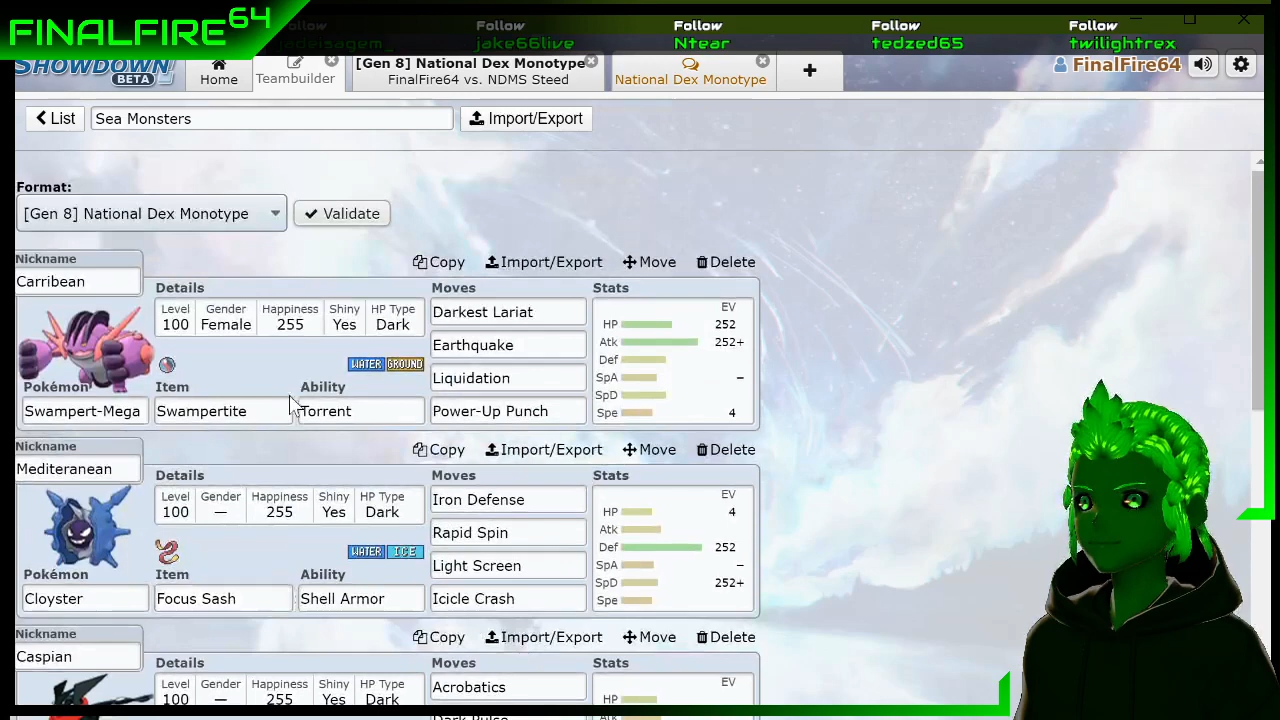 FINALFIRE64
Follow Follow Follow Follow Follow
jadeisagem_ jake66live Ntear tedzed65 twilightrex
SHOWDOWN
BETA
Home
Teambuilder
[Gen 8] National Dex Monotype
FinalFire64 vs. NDMS Steed
National Dex Monotype
FinalFire64
List
Sea Monsters
Import/Export
Format:
[Gen 8] National Dex Monotype
Validate
Nickname
Carribean
Copy Import/Export Move Delete
Details
Level Gender Happiness Shiny HP Type
100 Female 255 Yes Dark
WATER GROUND
Pokémon Item Ability
Swampert-Mega Swampertite Torrent
Moves
Darkest Lariat
Earthquake
Liquidation
Power-Up Punch
Stats
EV
HP 252
Atk 252+
Def
SpA –
SpD
Spe 4
Nickname
Mediteranean
Copy Import/Export Move Delete
Details
Level Gender Happiness Shiny HP Type
100 — 255 Yes Dark
WATER ICE
Pokémon Item Ability
Cloyster Focus Sash Shell Armor
Moves
Iron Defense
Rapid Spin
Light Screen
Icicle Crash
Stats
EV
HP 4
Atk
Def 252
SpA –
SpD 252+
Spe
Nickname
Caspian
Copy Import/Export Move Delete
Details
Level Gender Happiness Shiny HP Type
100 — 255 Yes Dark
Moves
Acrobatics
Dark Pulse
Stats
EV
HP